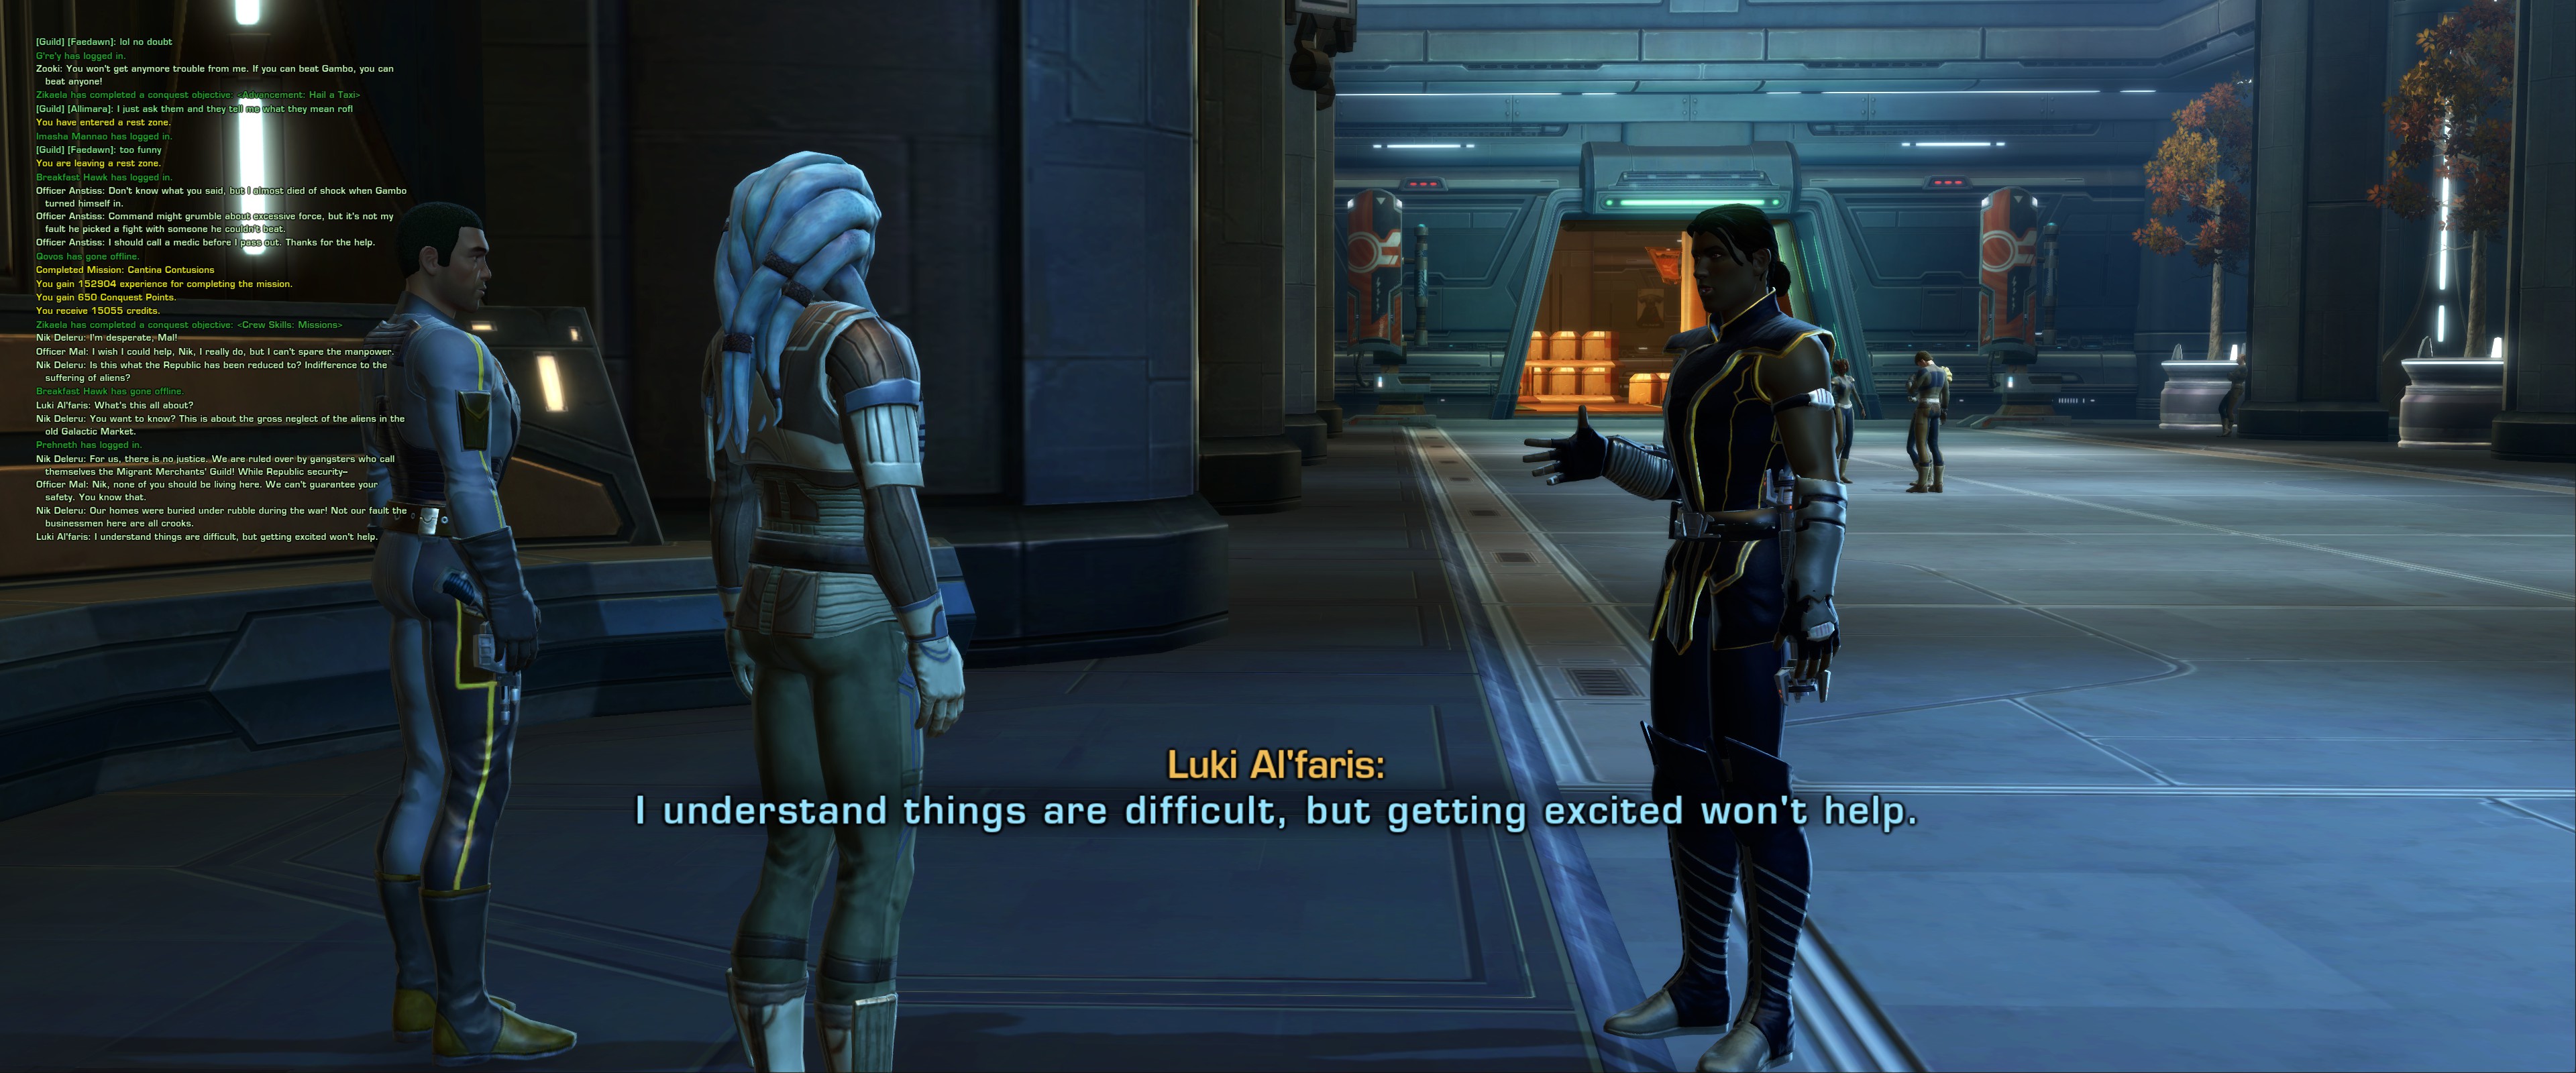 [Guild] [Faedawn]: lol no doubt
G're'y has logged in.
Zooki: You won't get anymore trouble from me. If you can beat Gambo, you can
beat anyone!
Zikaela has completed a conquest objective: <Advancement: Hail a Taxi>
[Guild] [Allimara]: I just ask them and they tell me what they mean rofl
You have entered a rest zone.
Imasha Mannao has logged in.
[Guild] [Faedawn]: too funny
You are leaving a rest zone.
Breakfast Hawk has logged in.
Officer Anstiss: Don't know what you said, but I almost died of shock when Gambo
turned himself in.
Officer Anstiss: Command might grumble about excessive force, but it's not my
fault he picked a fight with someone he couldn't beat.
Officer Anstiss: I should call a medic before I pass out. Thanks for the help.
Qovos has gone offline.
Completed Mission: Cantina Contusions
You gain 152904 experience for completing the mission.
You gain 650 Conquest Points.
You receive 15055 credits.
Zikaela has completed a conquest objective: <Crew Skills: Missions>
Nik Deleru: I'm desperate, Mal!
Officer Mal: I wish I could help, Nik, I really do, but I can't spare the manpower.
Nik Deleru: Is this what the Republic has been reduced to? Indifference to the
suffering of aliens?
Breakfast Hawk has gone offline.
Luki Al'faris: What's this all about?
Nik Deleru: You want to know? This is about the gross neglect of the aliens in the
old Galactic Market.
Prehneth has logged in.
Nik Deleru: For us, there is no justice. We are ruled over by gangsters who call
themselves the Migrant Merchants' Guild! While Republic security–
Officer Mal: Nik, none of you should be living here. We can't guarantee your
safety. You know that.
Nik Deleru: Our homes were buried under rubble during the war! Not our fault the
businessmen here are all crooks.
Luki Al'faris: I understand things are difficult, but getting excited won't help.
Luki Al'faris:
I understand things are difficult, but getting excited won't help.